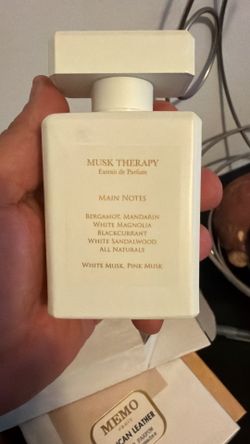 MUSK THERAPY
Extrait de Parfum
MAIN NOTES
BERGAMOT, MANDARIN
WHITE MAGNOLIA
BLACKCURRANT
WHITE SANDALWOOD
ALL NATURALS
WHITE MUSK, PINK MUSK
MEMO
LEATHER